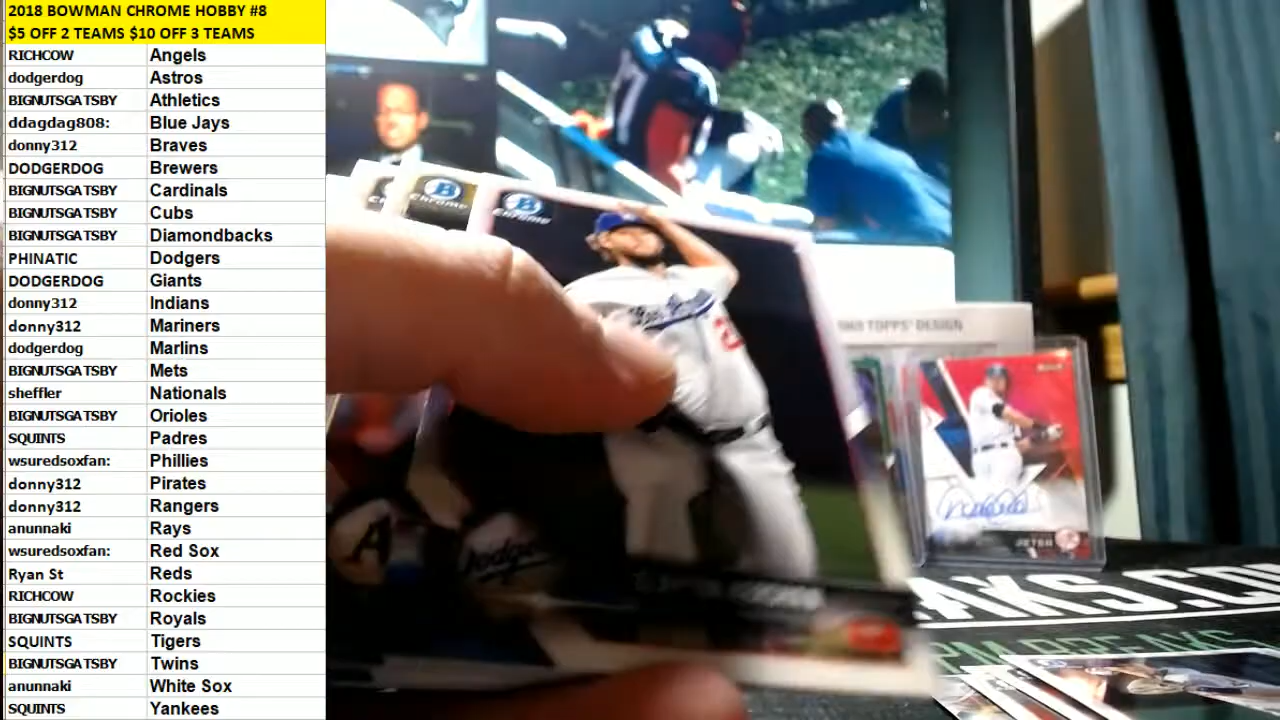 2018 BOWMAN CHROME HOBBY #8
$5 OFF 2 TEAMS $10 OFF 3 TEAMS
RICHCOW Angels
dodgerdog Astros
BIGNUTSGATSBY Athletics
ddagdag808: Blue Jays
donny312 Braves
DODGERDOG Brewers
BIGNUTSGATSBY Cardinals
BIGNUTSGATSBY Cubs
BIGNUTSGATSBY Diamondbacks
PHINATIC Dodgers
DODGERDOG Giants
donny312 Indians
donny312 Mariners
dodgerdog Marlins
BIGNUTSGATSBY Mets
sheffler Nationals
BIGNUTSGATSBY Orioles
SQUINTS Padres
wsuredsoxfan: Phillies
donny312 Pirates
donny312 Rangers
anunnaki Rays
wsuredsoxfan: Red Sox
Ryan St Reds
RICHCOW Rockies
BIGNUTSGATSBY Royals
SQUINTS Tigers
BIGNUTSGATSBY Twins
anunnaki White Sox
SQUINTS Yankees
B Chrome
B Chrome
TOPPS DESIGN
Dodgers
JETER
BREAKS